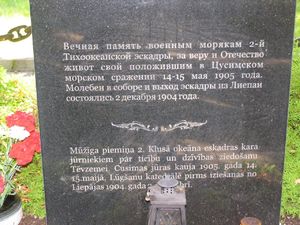 Вечная память военным морякам 2-й
Тихоокеанской эскадры, за веру и Отечество
живот свой положившим в Цусимском
морском сражении 14-15 мая 1905 года.
Молебен в соборе и выход эскадры из Лиепаи
состоялись 2 декабря 1904 года.
Mūžīga piemiņa 2. Klusā okeāna eskadras kara
jūrniekiem par ticību un dzīvības ziedošanu
Tēvzemei. Cusimas jūras kauja 1905. gada 14.
15.maijā. Lūgšanu katedrālē pirms iziešanas no
Liepājas 1904. gada 2.